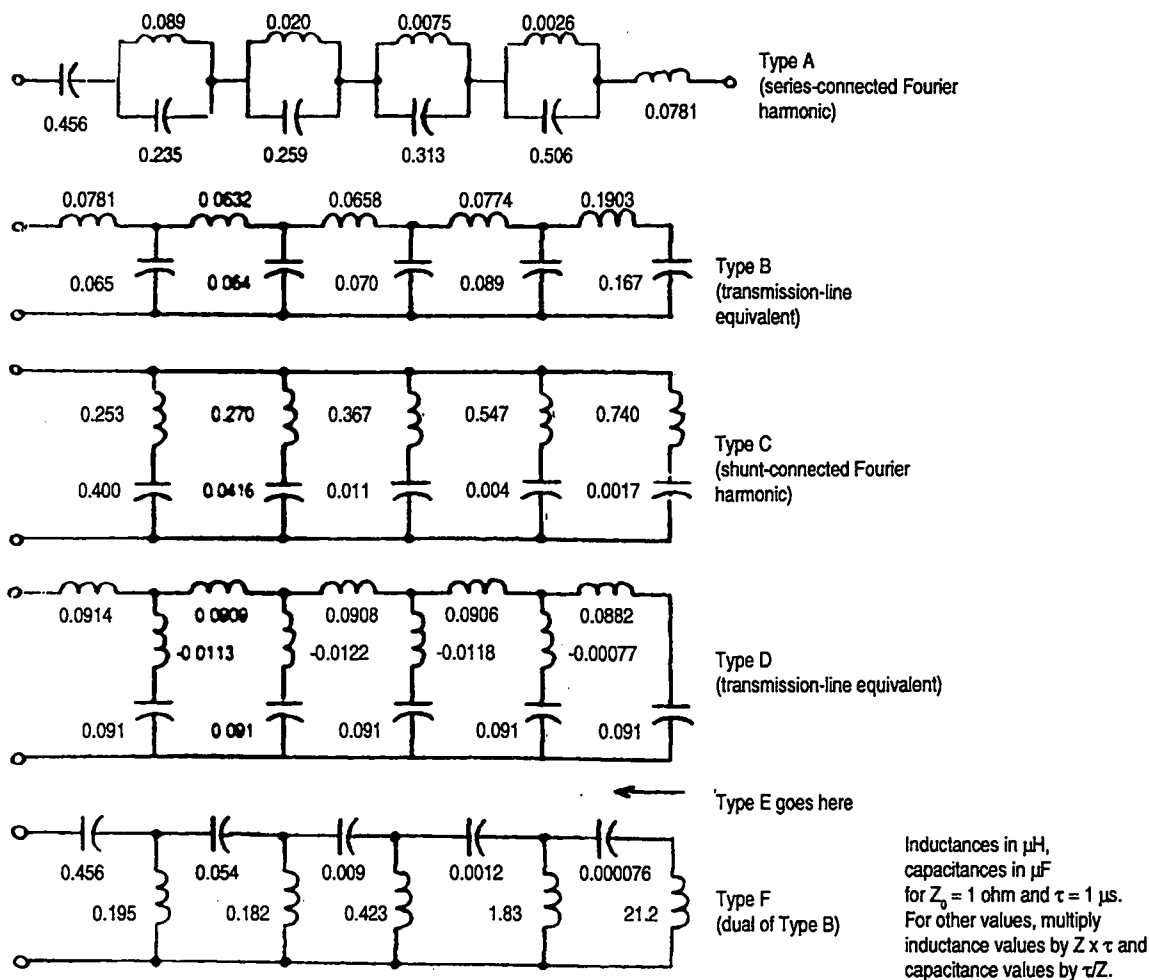 0.089 0.020 0.0075 0.0026
Type A
(series-connected Fourier
harmonic)
0.456 0.0781
0.235 0.259 0.313 0.506
0.0781 0.0632 0.0658 0.0774 0.1903
Type B
(transmission-line
equivalent)
0.065 0.064 0.070 0.089 0.167
0.253 0.270 0.367 0.547 0.740
Type C
(shunt-connected Fourier
harmonic)
0.400 0.0416 0.011 0.004 0.0017
0.0914 0.0909 0.0908 0.0906 0.0882
-0.0113 -0.0122 -0.0118 -0.00077
Type D
(transmission-line equivalent)
0.091 0.091 0.091 0.091 0.091
Type E goes here
0.456 0.054 0.009 0.0012 0.000076
0.195 0.182 0.423 1.83 21.2
Type F
(dual of Type B)
Inductances in µH,
capacitances in µF
for Z₀ = 1 ohm and τ = 1 µs.
For other values, multiply
inductance values by Z x τ and
capacitance values by τ/Z.